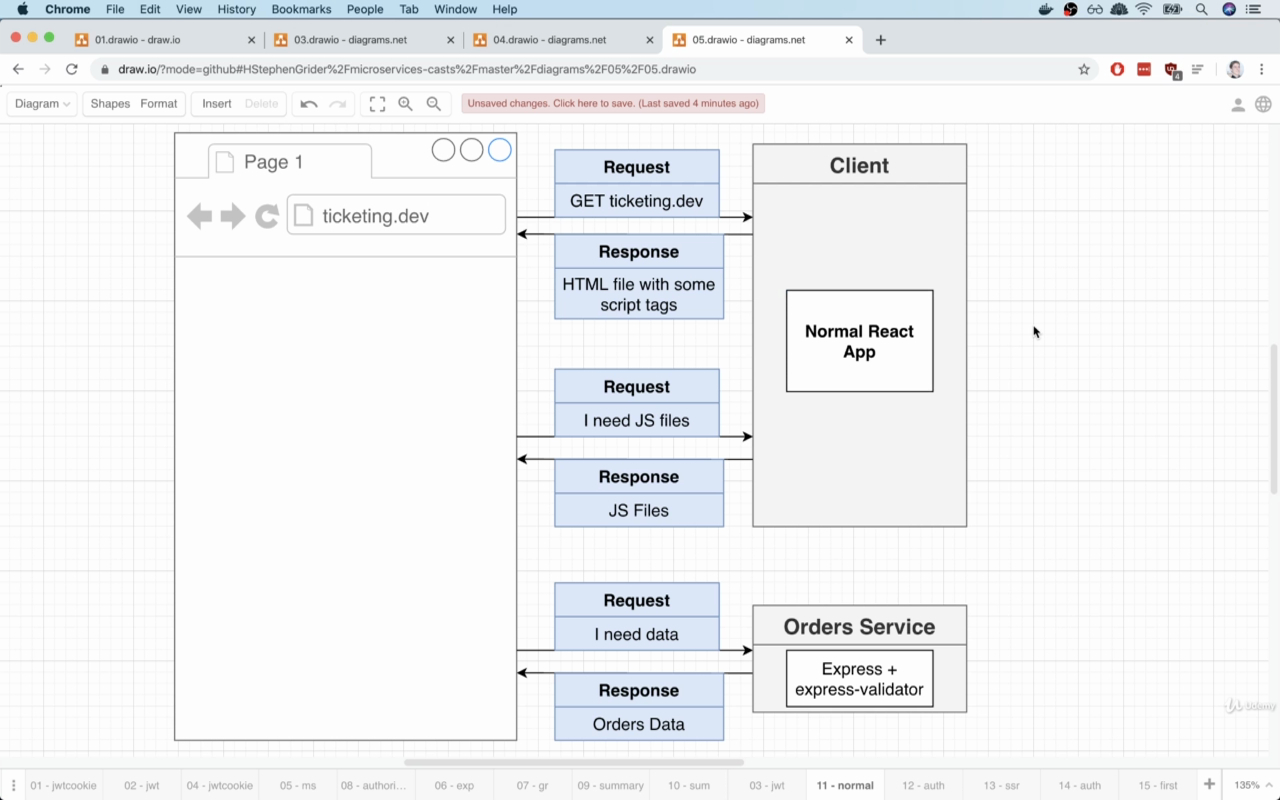 Chrome File Edit View History Bookmarks People Tab Window Help
01.drawio - draw.io
03.drawio - diagrams.net
04.drawio - diagrams.net
05.drawio - diagrams.net
draw.io/?mode=github#HStephenGrider%2Fmicroservices-casts%2Fmaster%2Fdiagrams%2F05%2F05.drawio
4
Diagram Shapes Format Insert Delete
Unsaved changes. Click here to save. (Last saved 4 minutes ago)
Page 1
ticketing.dev
Request
GET ticketing.dev
Response
HTML file with some
script tags
Client
Normal React
App
Request
I need JS files
Response
JS Files
Request
I need data
Response
Orders Data
Orders Service
Express +
express-validator
Udemy
01 - jwtcookie 02 - jwt 04 - jwtcookie 05 - ms 08 - authori... 06 - exp 07 - gr 09 - summary 10 - sum 03 - jwt 11 - normal 12 - auth 13 - ssr 14 - auth 15 - first 135%